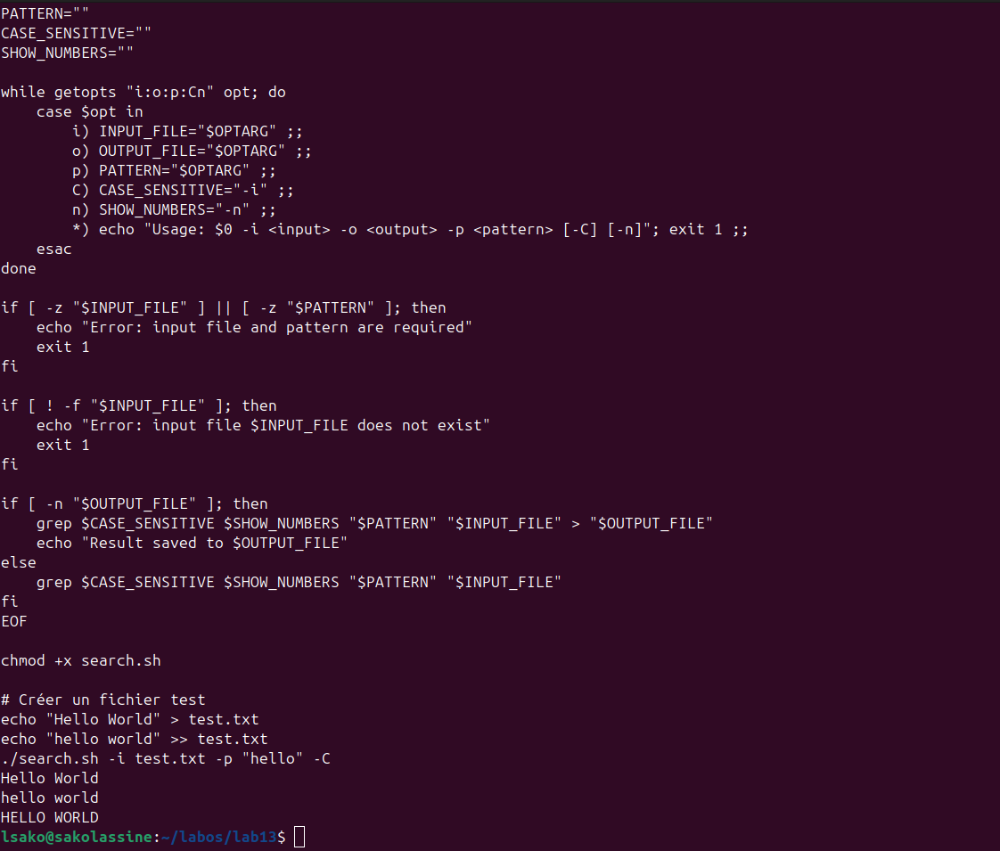 PATTERN=""
CASE_SENSITIVE=""
SHOW_NUMBERS=""

while getopts "i:o:p:Cn" opt; do
    case $opt in
        i) INPUT_FILE="$OPTARG" ;;
        o) OUTPUT_FILE="$OPTARG" ;;
        p) PATTERN="$OPTARG" ;;
        C) CASE_SENSITIVE="-i" ;;
        n) SHOW_NUMBERS="-n" ;;
        *) echo "Usage: $0 -i <input> -o <output> -p <pattern> [-C] [-n]"; exit 1 ;;
    esac
done

if [ -z "$INPUT_FILE" ] || [ -z "$PATTERN" ]; then
    echo "Error: input file and pattern are required"
    exit 1
fi

if [ ! -f "$INPUT_FILE" ]; then
    echo "Error: input file $INPUT_FILE does not exist"
    exit 1
fi

if [ -n "$OUTPUT_FILE" ]; then
    grep $CASE_SENSITIVE $SHOW_NUMBERS "$PATTERN" "$INPUT_FILE" > "$OUTPUT_FILE"
    echo "Result saved to $OUTPUT_FILE"
else
    grep $CASE_SENSITIVE $SHOW_NUMBERS "$PATTERN" "$INPUT_FILE"
fi
EOF

chmod +x search.sh

# Créer un fichier test
echo "Hello World" > test.txt
echo "hello world" >> test.txt
./search.sh -i test.txt -p "hello" -C
Hello World
hello world
HELLO WORLD
lsako@sakolassine:~/labos/lab13$